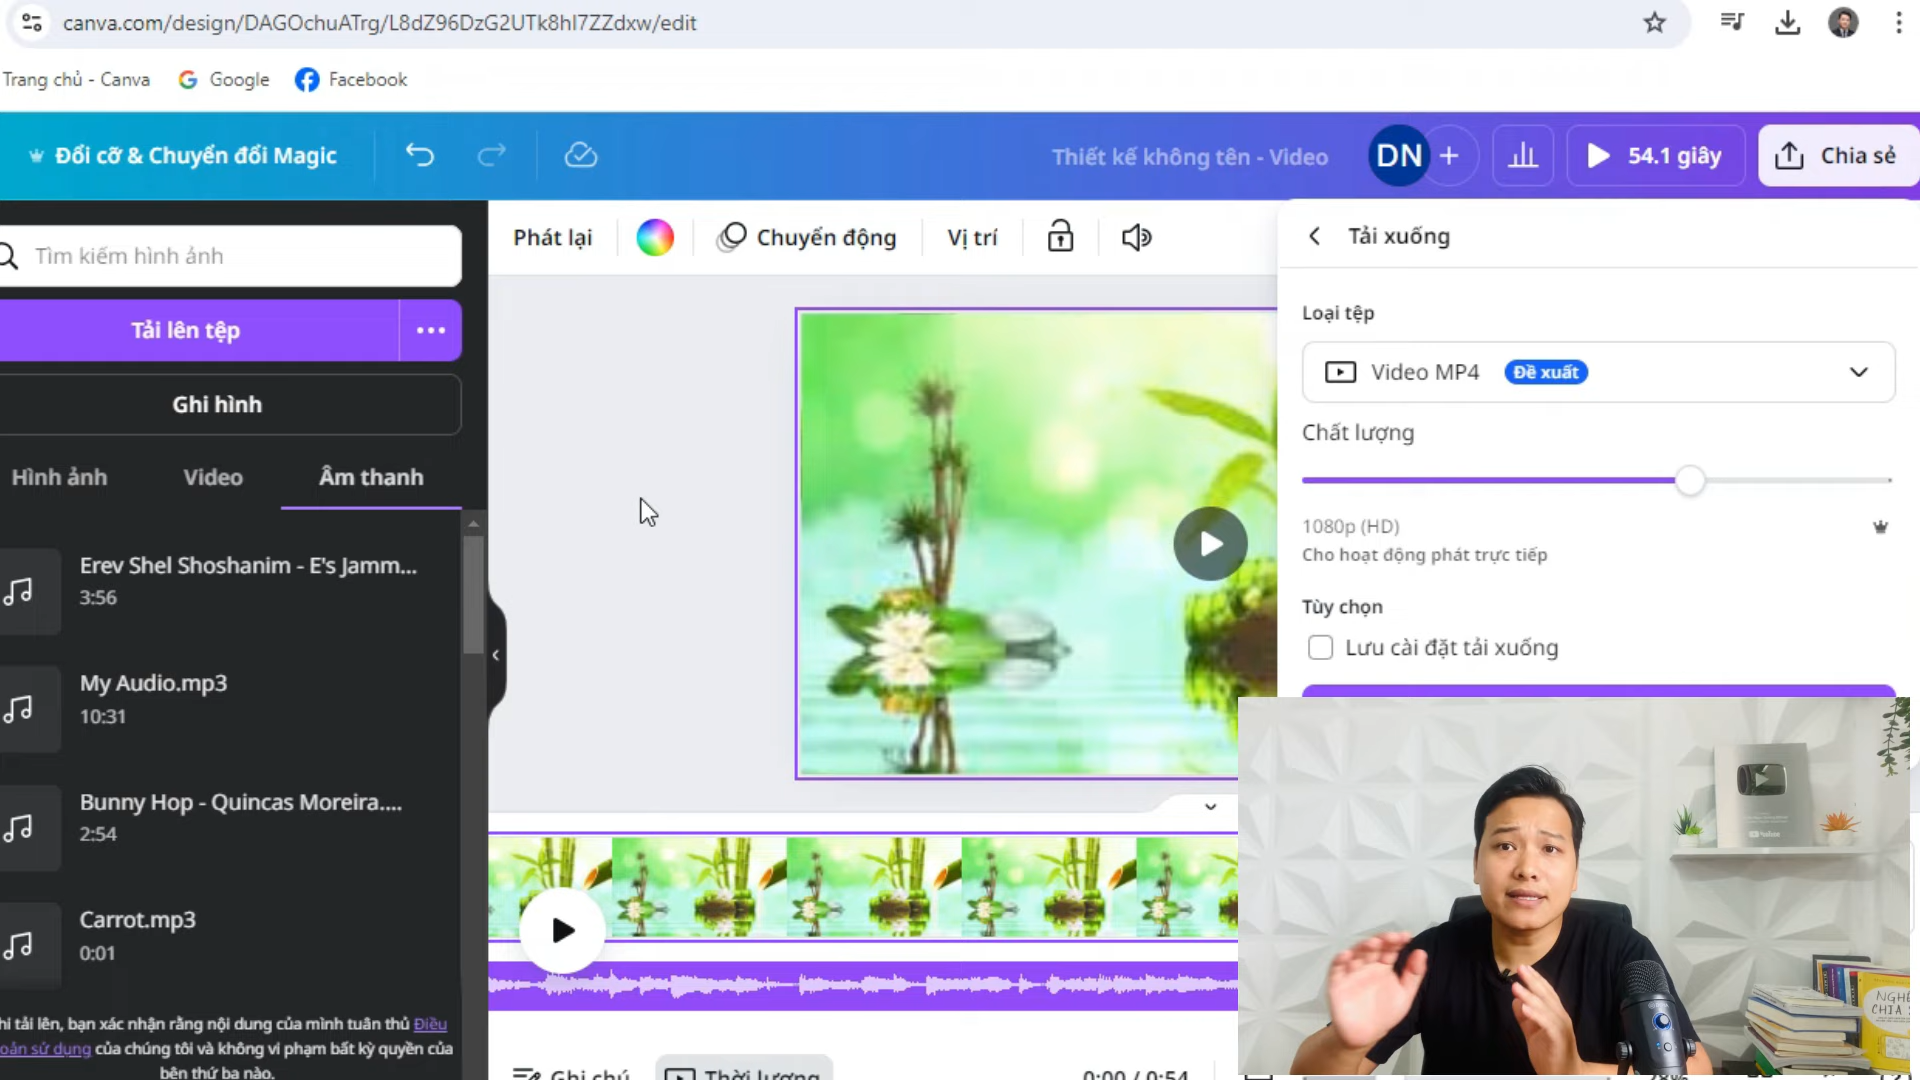 canva.com/design/DAGOchuATrg/L8dZ96DzG2UTk8hl7ZZdxw/edit
Trang chủ - Canva
Google
Facebook
Đổi cỡ & Chuyển đổi Magic
Thiết kế không tên - Video
DN
54.1 giây
Chia sẻ
Tìm kiếm hình ảnh
Tải lên tệp
Ghi hình
Hình ảnh
Video
Âm thanh
Erev Shel Shoshanim - E's Jamm...
3:56
My Audio.mp3
10:31
Bunny Hop - Quincas Moreira....
2:54
Carrot.mp3
0:01
hi tải lên, bạn xác nhận rằng nội dung của mình tuân thủ Điều
oản sử dụng của chúng tôi và không vi phạm bất kỳ quyền của
bên thứ ba nào.
Phát lại
Chuyển động
Vị trí
Tải xuống
Loại tệp
Video MP4
Đề xuất
Chất lượng
1080p (HD)
Cho hoạt động phát trực tiếp
Tùy chọn
Lưu cài đặt tải xuống
Ghi chú
Thời lượng
0:00 / 0:54
YouTube
CHIA